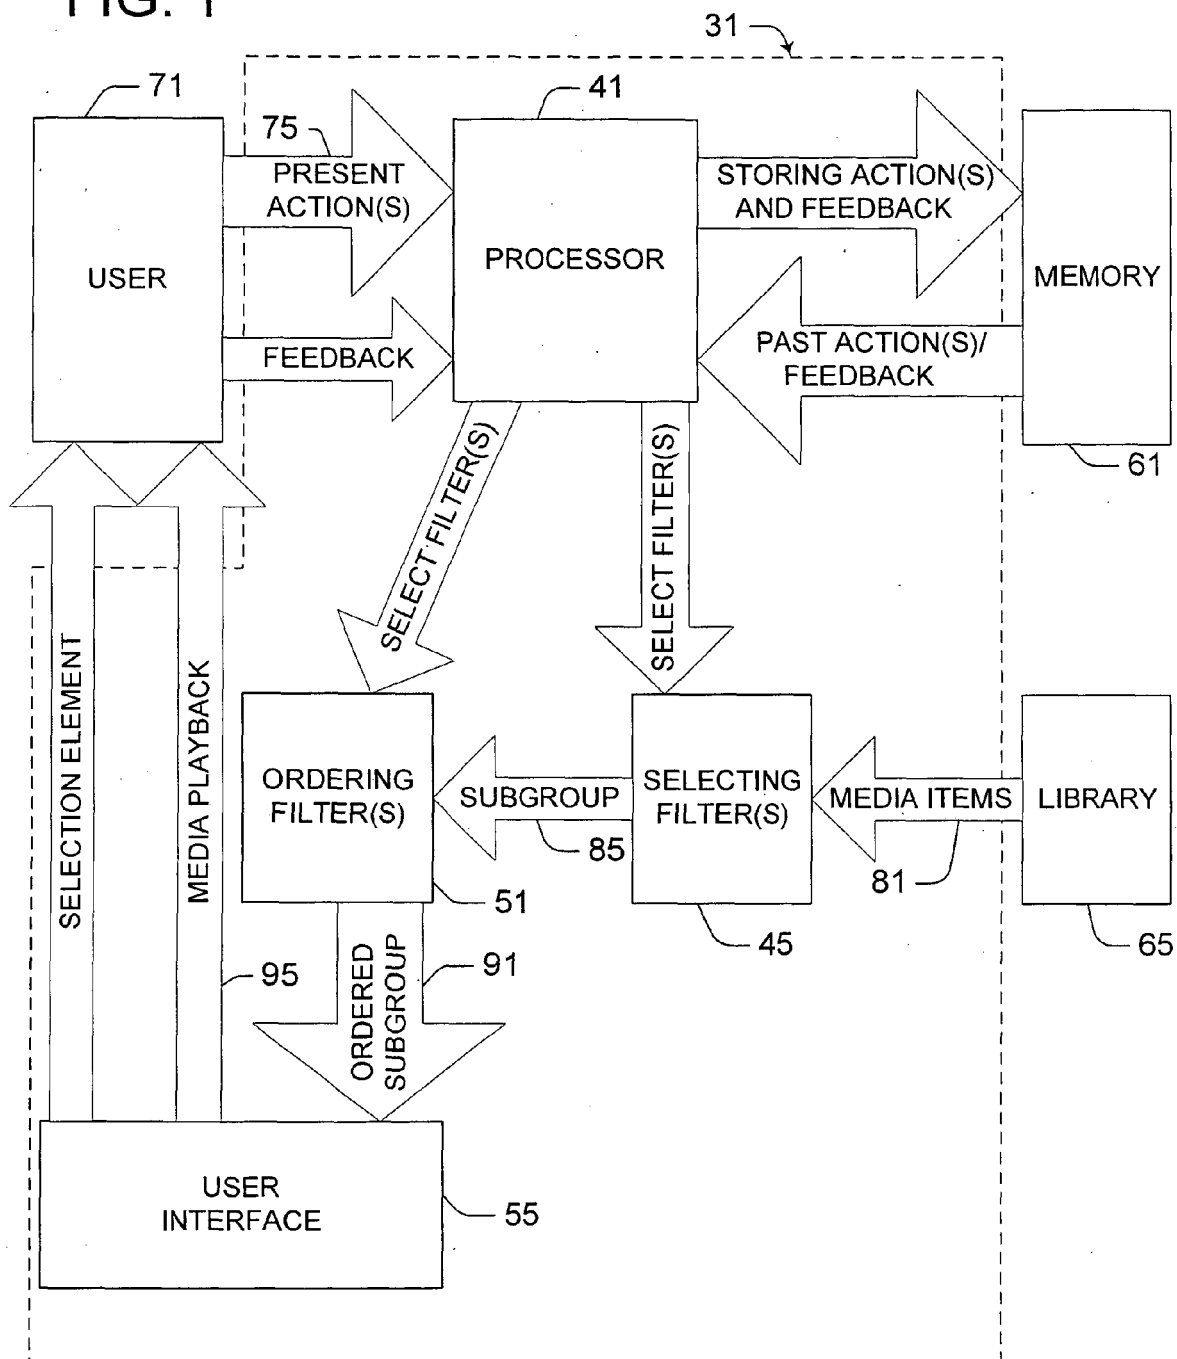 FIG. 1
31
71
41
75
PRESENT
ACTION(S)
STORING ACTION(S)
AND FEEDBACK
USER
PROCESSOR
MEMORY
FEEDBACK
PAST ACTION(S)/
FEEDBACK
61
SELECT FILTER(S)
SELECT FILTER(S)
SELECTION ELEMENT
MEDIA PLAYBACK
ORDERING
FILTER(S)
SUBGROUP
SELECTING
FILTER(S)
MEDIA ITEMS
LIBRARY
85
81
51
45
65
95
ORDERED
SUBGROUP
91
USER
INTERFACE
55